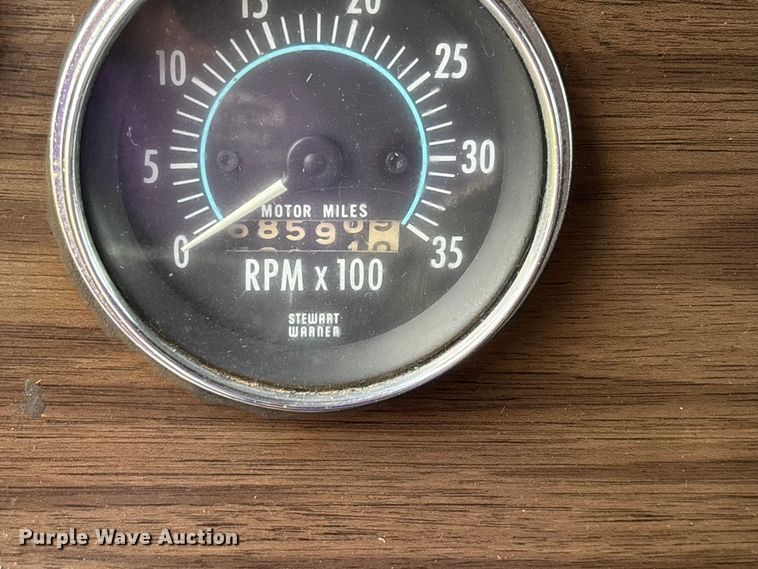 15 20
10 25
5 30
MOTOR MILES
6859
0 35
RPM x 100
STEWART
WARNER
Purple Wave Auction